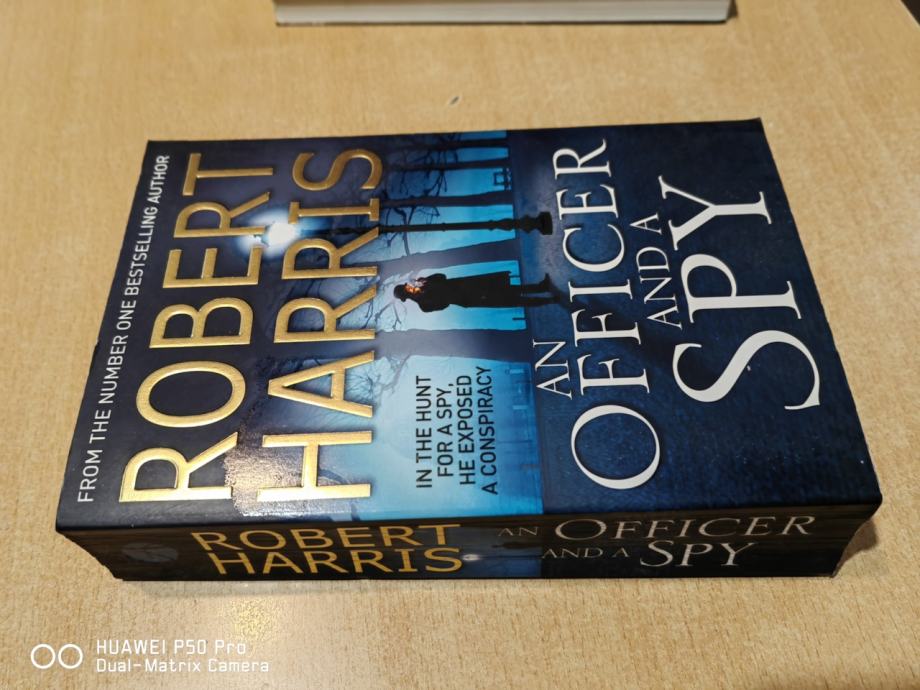 FROM THE NUMBER ONE BESTSELLING AUTHOR
ROBERT
HARRIS
IN THE HUNT
FOR A SPY,
HE EXPOSED
A CONSPIRACY
AN
OFFICER
AND A
SPY
ROBERT
HARRIS
AN OFFICER
AND A SPY
HUAWEI P50 Pro
Dual-Matrix Camera